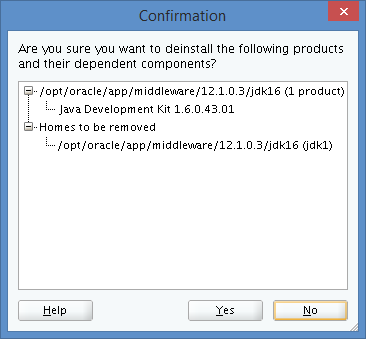 Confirmation
Are you sure you want to deinstall the following products
and their dependent components?
/opt/oracle/app/middleware/12.1.0.3/jdk16 (1 product)
Java Development Kit 1.6.0.43.01
Homes to be removed
/opt/oracle/app/middleware/12.1.0.3/jdk16 (jdk1)
Help Yes No